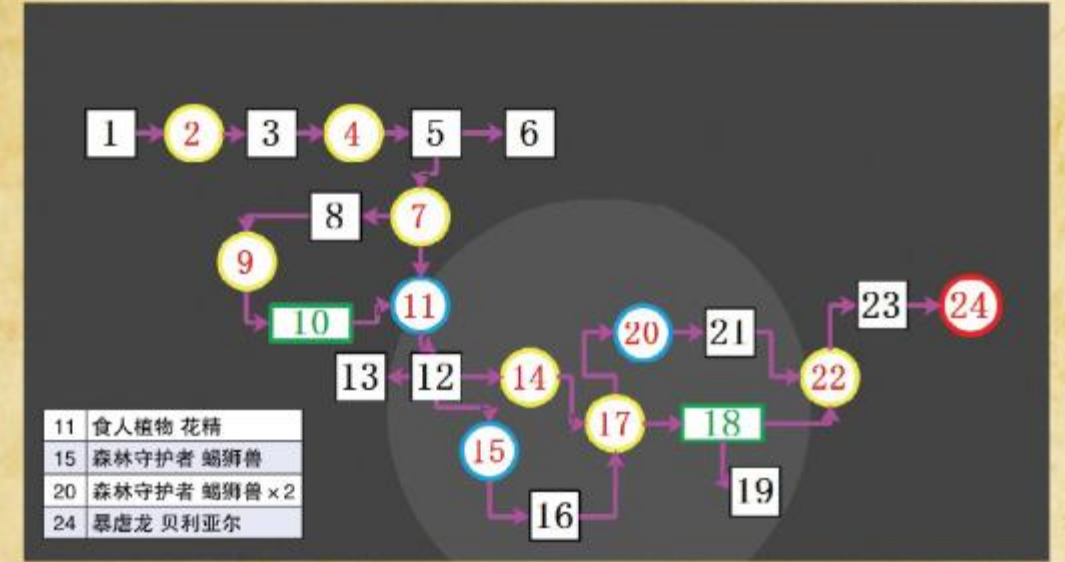 1 2 3 4 5 6
8 7
9
10 11
20 21 23 24
13 12 14 22
17 18
15
19
16
11 食人植物 花精
15 森林守护者 蝎狮兽
20 森林守护者 蝎狮兽×2
24 暴虐龙 贝利亚尔